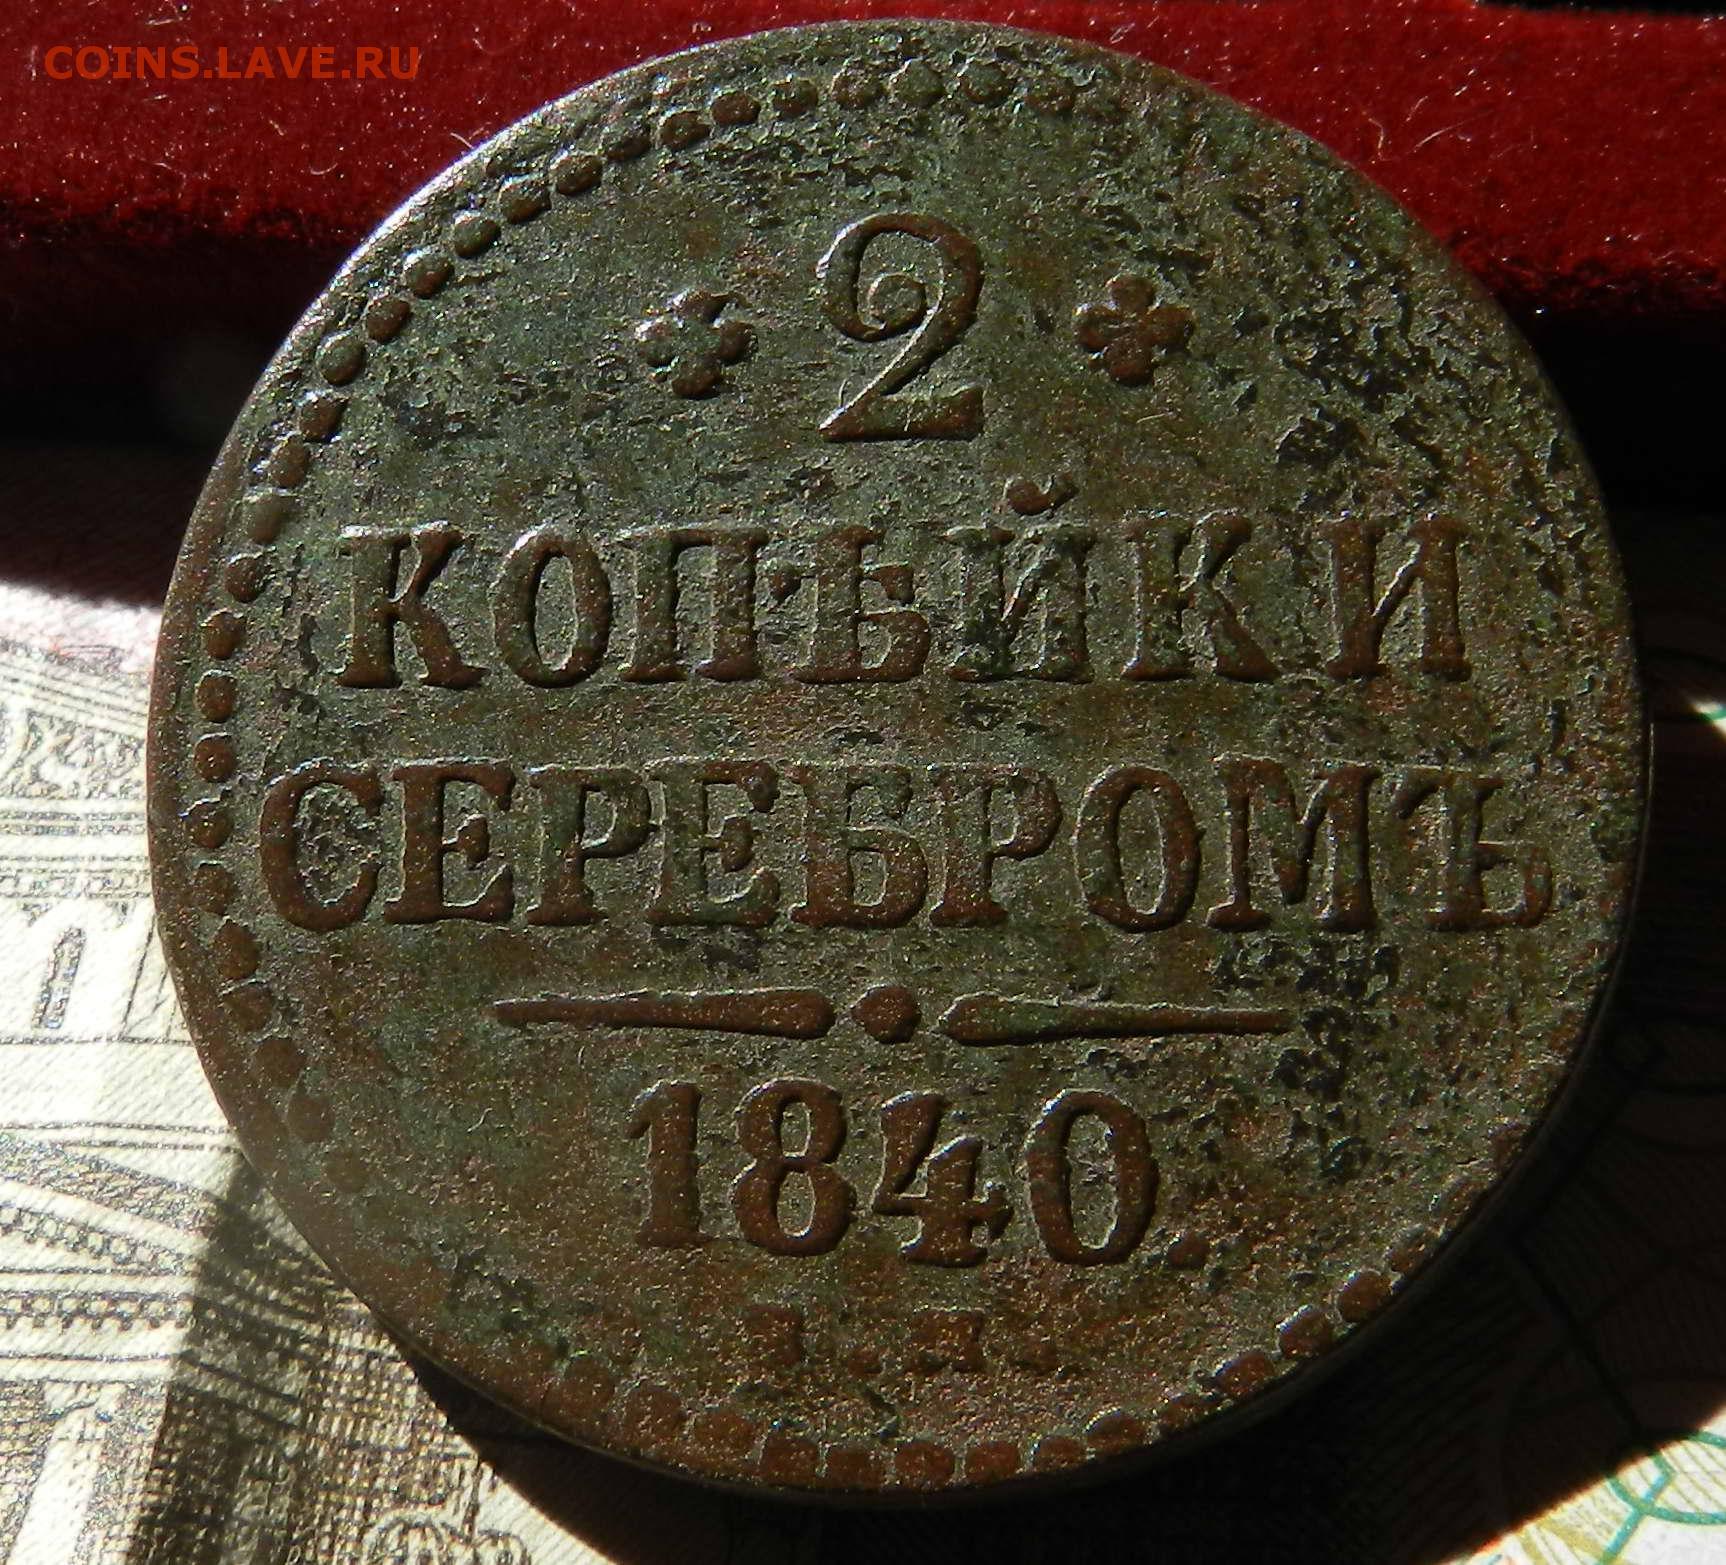 COINS.LAVE.RU
2
КОПѢЙКИ
СЕРЕБРОМЪ
1840.